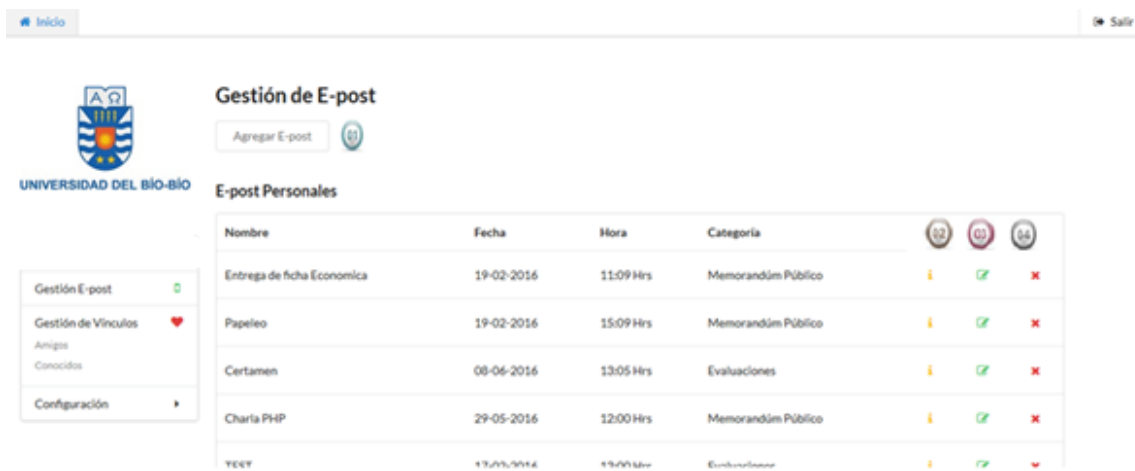 Inicio
Salir
ΑΩ
UNIVERSIDAD DEL BÍO-BÍO
Gestión de E-post
Agregar E-post 01
E-post Personales
Nombre Fecha Hora Categoría 02 03 04
Entrega de ficha Economica 19-02-2016 11:09 Hrs Memorandúm Público
Papeleo 19-02-2016 15:09 Hrs Memorandúm Público
Certamen 08-06-2016 13:05 Hrs Evaluaciones
Charla PHP 29-05-2016 12:00 Hrs Memorandúm Público
TEST
Gestión E-post
Gestión de Vinculos
Amigos
Conocidos
Configuración